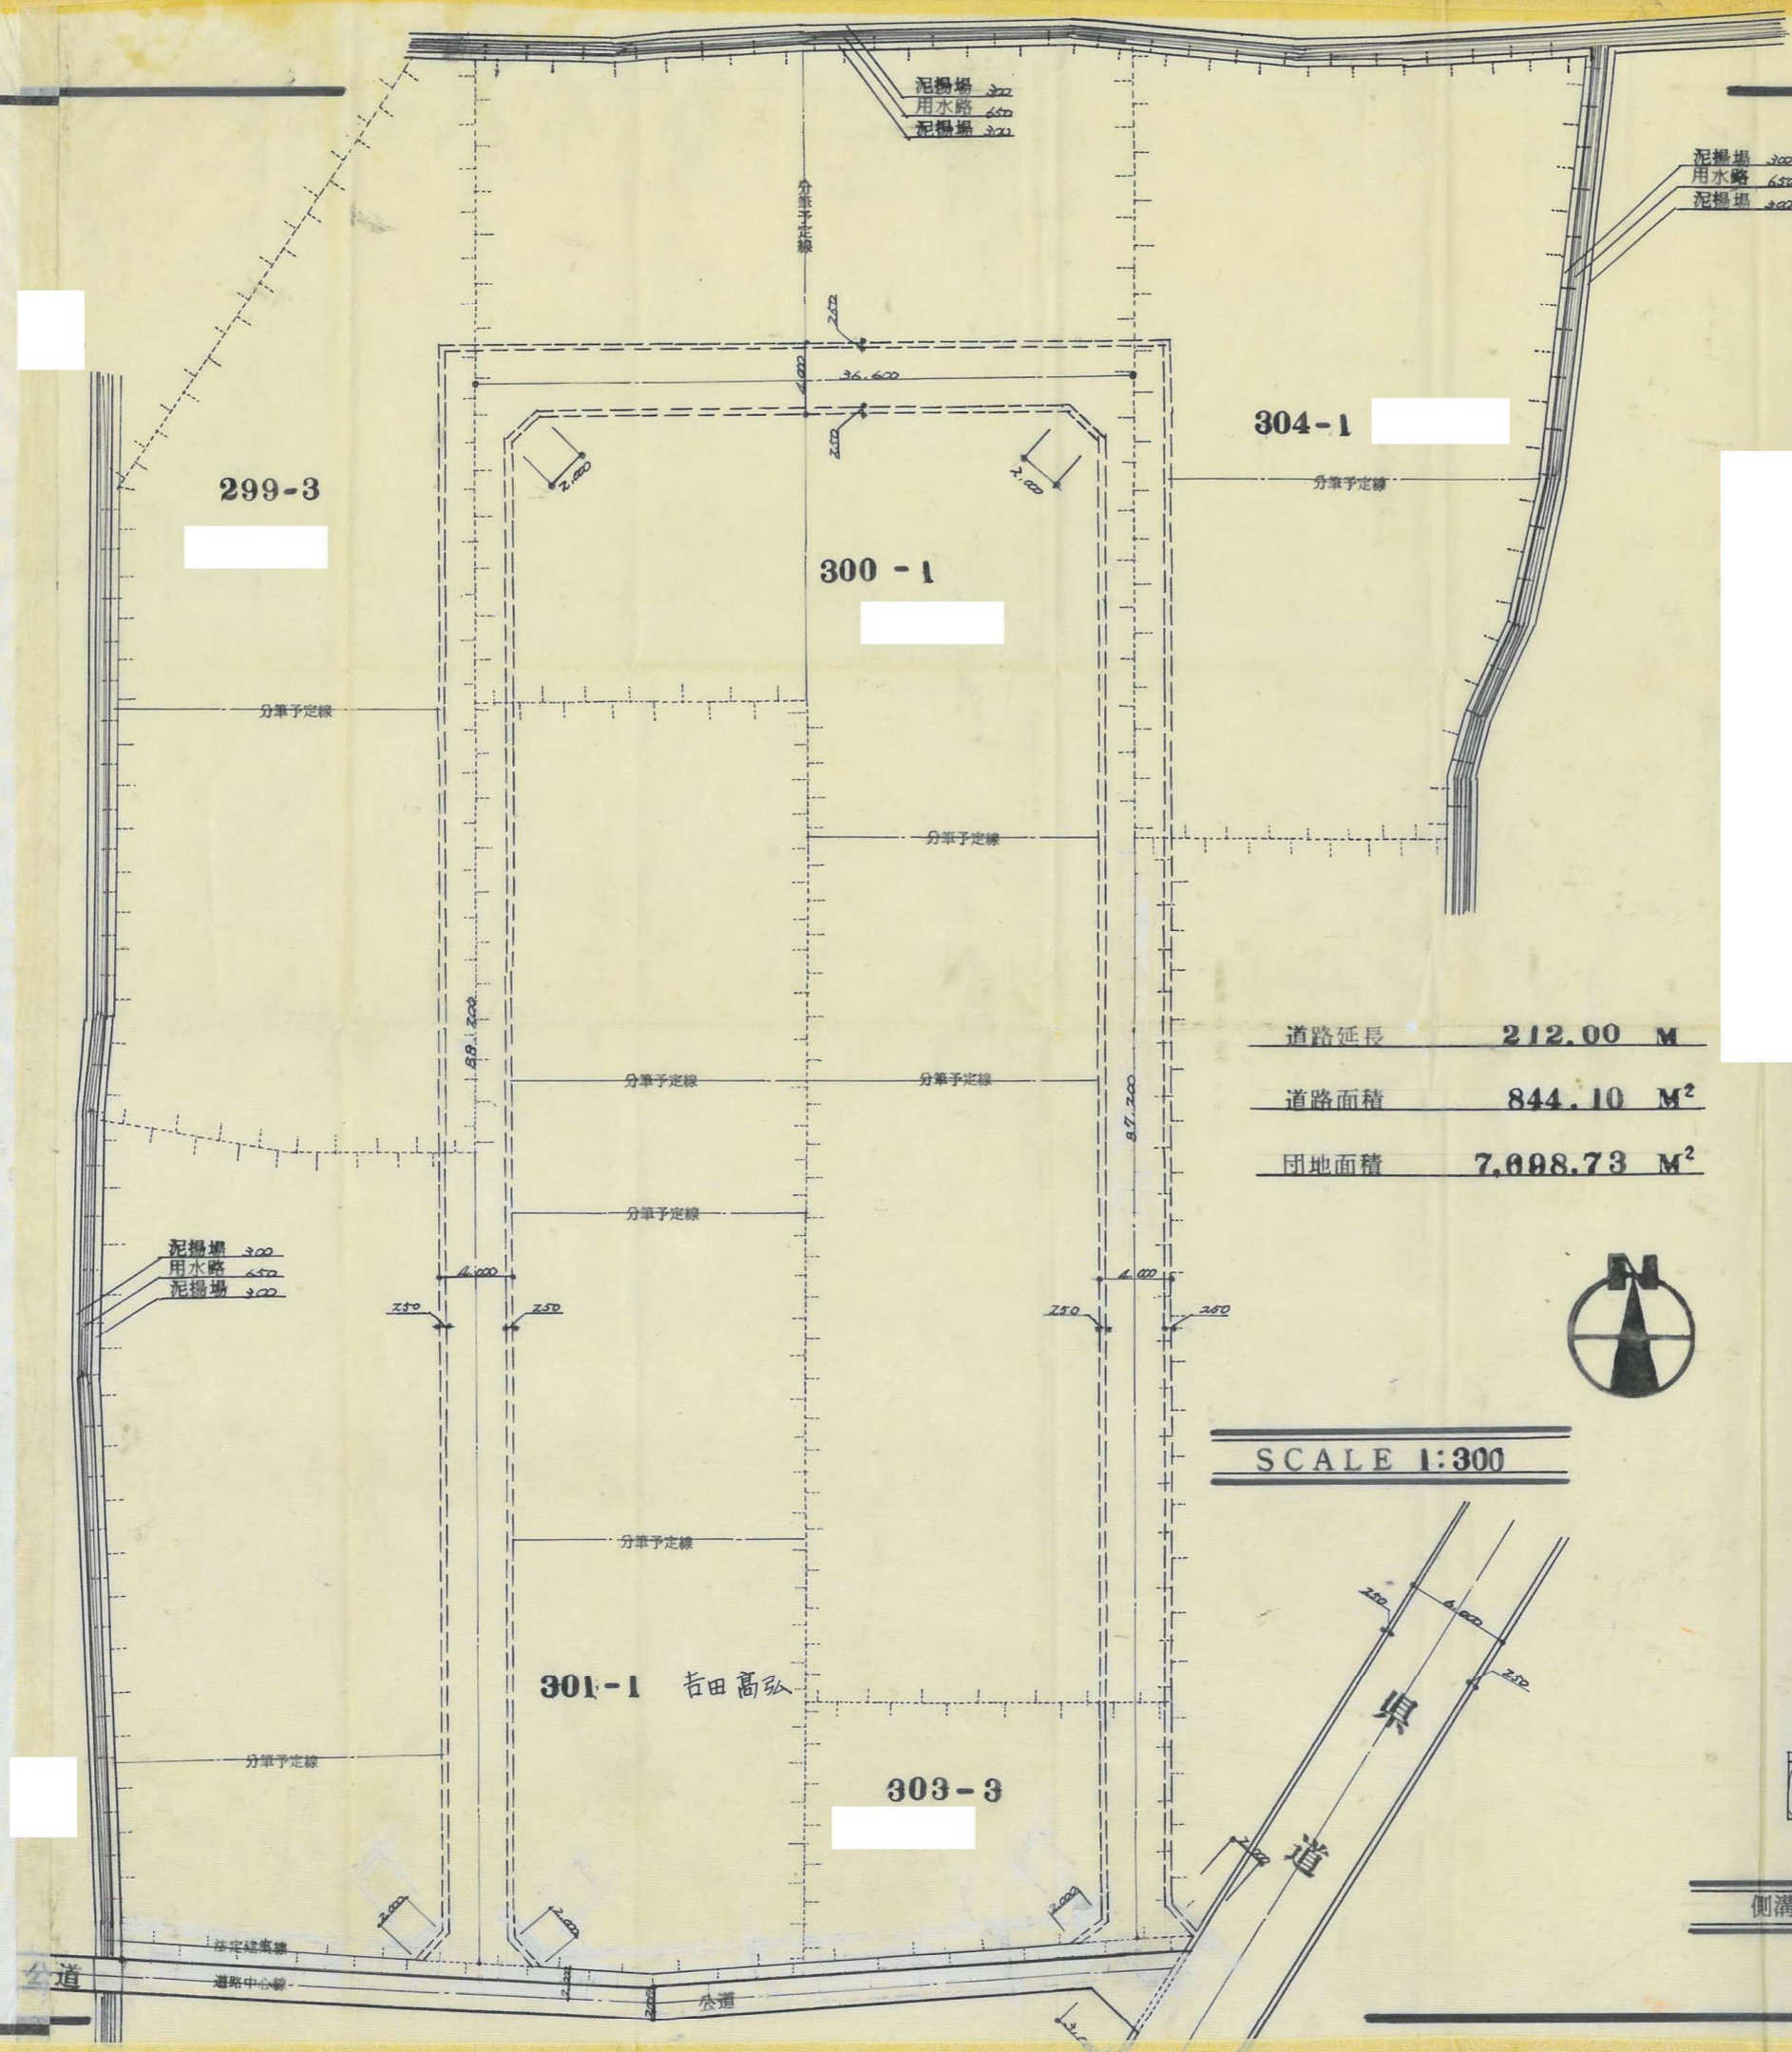 泥揚場 300
用水路 650
泥揚場 300
泥揚場 300
用水路 650
泥揚場 300
分筆予定線
250
4.000
36.600
250
304-1
分筆予定線
299-3
2.000
2.000
300-1
分筆予定線
分筆予定線
88.200
道路延長 212.00 M
分筆予定線
分筆予定線
87.200
道路面積 844.10 M²
団地面積 7,698.73 M²
分筆予定線
泥揚場 300
用水路 650
泥揚場 300
4.000
4.000
250
250
250
250
N
SCALE 1:300
分筆予定線
250
6.000
250
301-1 吉田高弘
県
道
分筆予定線
303-3
2.000
2.000
2.000
2.000
指定建築線
公道
道路中心線
2.000
2.000
公道
側溝